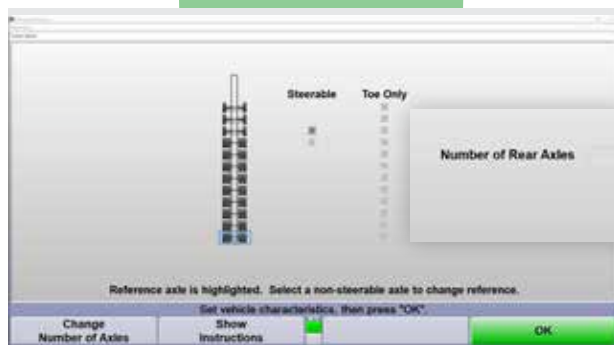 Steerable
Toe Only
Number of Rear Axles
Reference axle is highlighted. Select a non-steerable axle to change reference.
Set vehicle characteristics, then press "OK".
Change
Number of Axles
Show
Instructions
OK